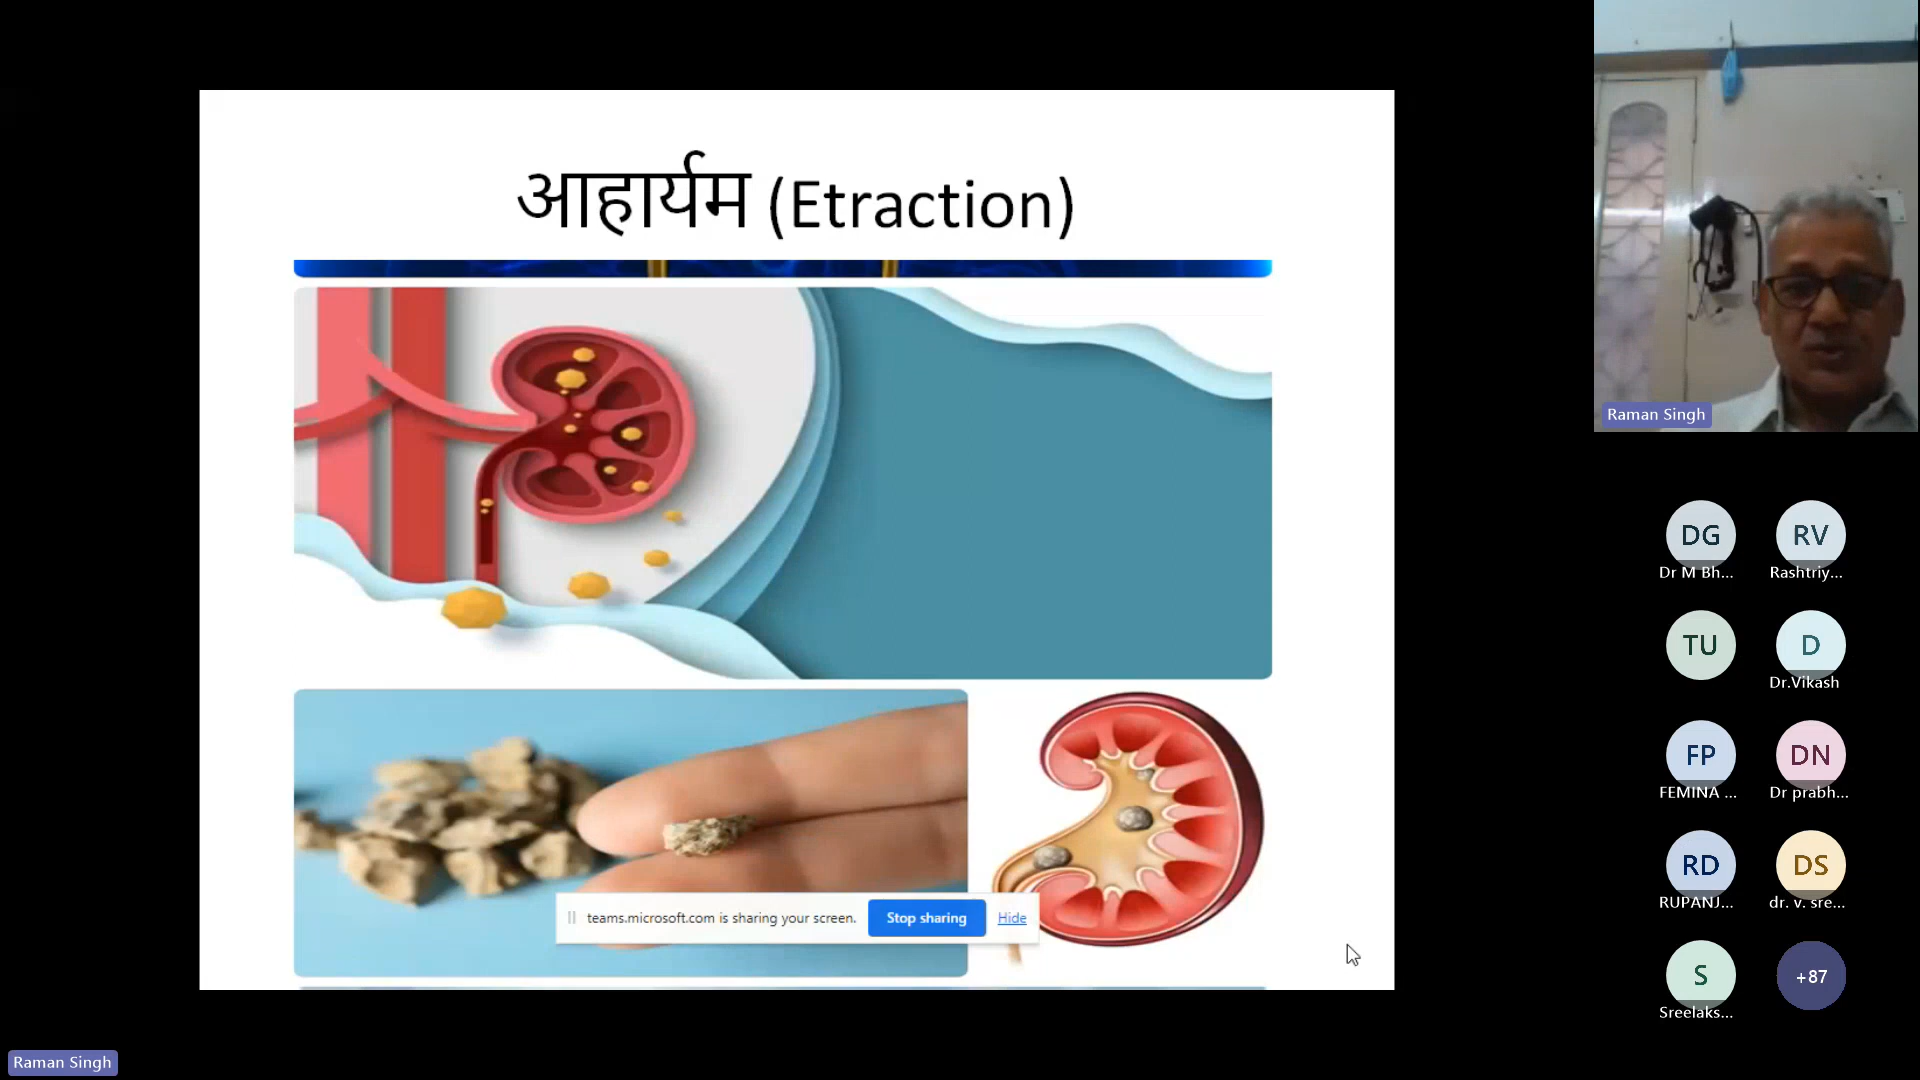 आहार्यम (Etraction)
teams.microsoft.com is sharing your screen.
Stop sharing
Hide
Raman Singh
DG
RV
Dr M Bh...
Rashtriy...
TU
D
Dr.Vikash
FP
DN
FEMINA ...
Dr prabh...
RD
DS
RUPANJ...
dr. v. sre...
S
+87
Sreelaks...
Raman Singh